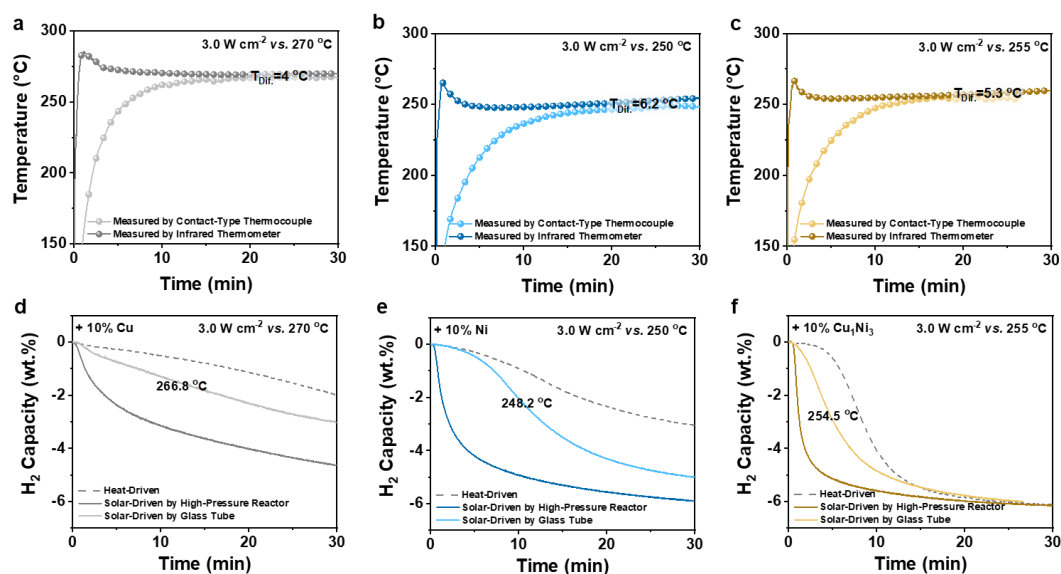 a
3.0 W cm⁻² vs. 270 °C
T_Dif.=4 °C
Measured by Contact-Type Thermocouple
Measured by Infrared Thermometer
300
250
200
150
0 10 20 30
Temperature (°C)
Time (min)
b
3.0 W cm⁻² vs. 250 °C
T_Dif.=6.2 °C
Measured by Contact-Type Thermocouple
Measured by Infrared Thermometer
300
250
200
150
0 10 20 30
Temperature (°C)
Time (min)
c
3.0 W cm⁻² vs. 255 °C
T_Dif.=5.3 °C
Measured by Contact-Type Thermocouple
Measured by Infrared Thermometer
300
250
200
150
0 10 20 30
Temperature (°C)
Time (min)
d
+ 10% Cu 3.0 W cm⁻² vs. 270 °C
266.8 °C
Heat-Driven
Solar-Driven by High-Pressure Reactor
Solar-Driven by Glass Tube
0
-2
-4
-6
0 10 20 30
H₂ Capacity (wt.%)
Time (min)
e
+ 10% Ni 3.0 W cm⁻² vs. 250 °C
248.2 °C
Heat-Driven
Solar-Driven by High-Pressure Reactor
Solar-Driven by Glass Tube
0
-2
-4
-6
0 10 20 30
H₂ Capacity (wt.%)
Time (min)
f
+ 10% Cu₁Ni₃ 3.0 W cm⁻² vs. 255 °C
254.5 °C
Heat-Driven
Solar-Driven by High-Pressure Reactor
Solar-Driven by Glass Tube
0
-2
-4
-6
0 10 20 30
H₂ Capacity (wt.%)
Time (min)